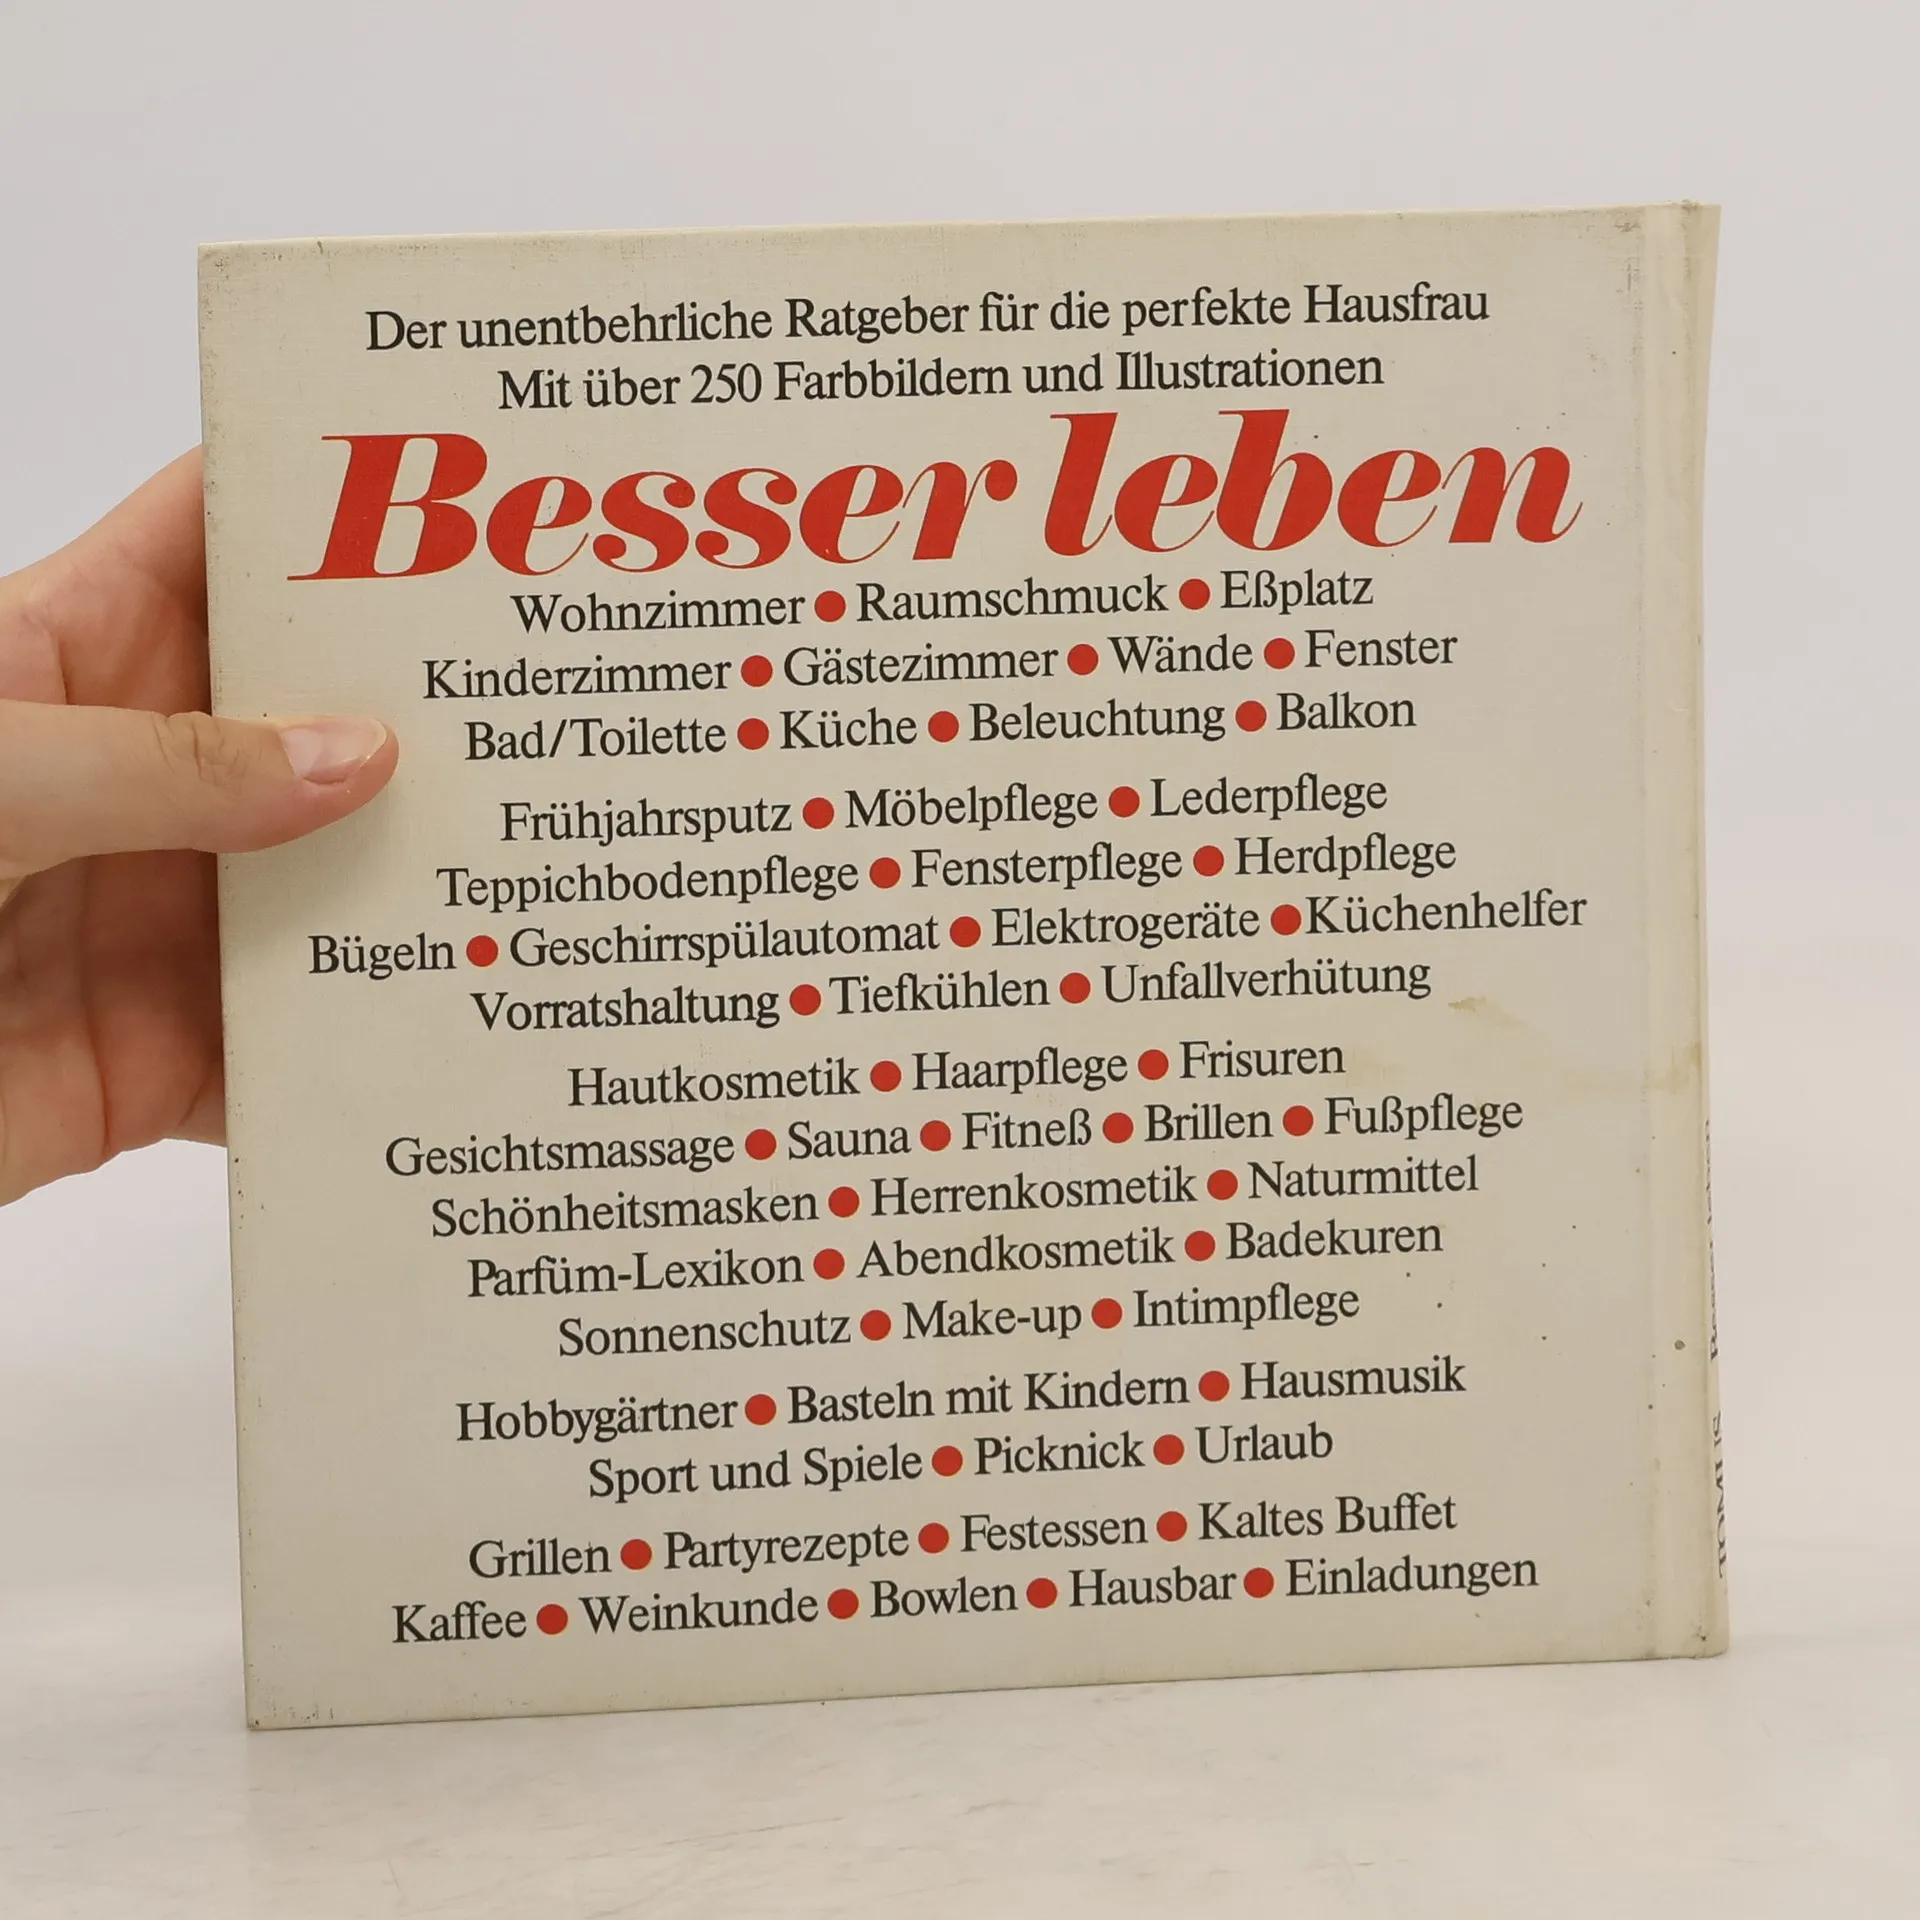 Der unentbehrliche Ratgeber für die perfekte Hausfrau
Mit über 250 Farbbildern und Illustrationen
Besser leben
Wohnzimmer ● Raumschmuck ● Eßplatz
Kinderzimmer ● Gästezimmer ● Wände ● Fenster
Bad/Toilette ● Küche ● Beleuchtung ● Balkon
Frühjahrsputz ● Möbelpflege ● Lederpflege
Teppichbodenpflege ● Fensterpflege ● Herdpflege
Bügeln ● Geschirrspülautomat ● Elektrogeräte ● Küchenhelfer
Vorratshaltung ● Tiefkühlen ● Unfallverhütung
Hautkosmetik ● Haarpflege ● Frisuren
Gesichtsmassage ● Sauna ● Fitneß ● Brillen ● Fußpflege
Schönheitsmasken ● Herrenkosmetik ● Naturmittel
Parfüm-Lexikon ● Abendkosmetik ● Badekuren
Sonnenschutz ● Make-up ● Intimpflege
Hobbygärtner ● Basteln mit Kindern ● Hausmusik
Sport und Spiele ● Picknick ● Urlaub
Grillen ● Partyrezepte ● Festessen ● Kaltes Buffet
Kaffee ● Weinkunde ● Bowlen ● Hausbar ● Einladungen